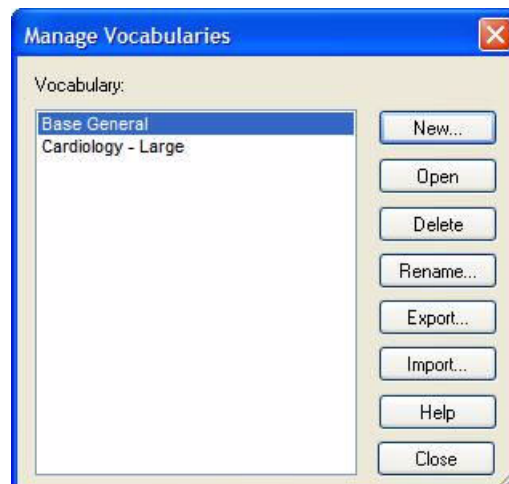 Manage Vocabularies
Vocabulary:
Base General
Cardiology - Large
New...
Open
Delete
Rename...
Export...
Import...
Help
Close